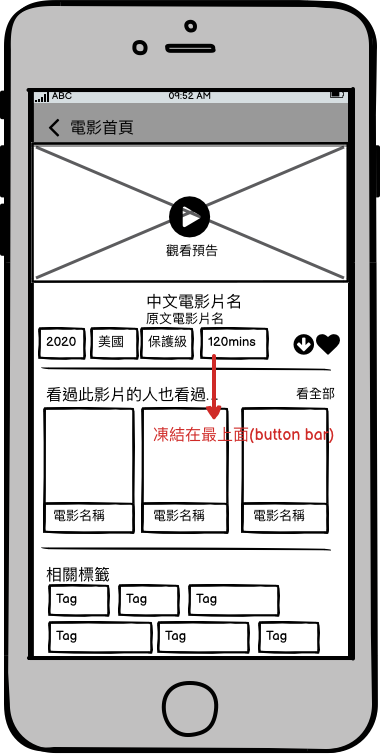 ABC 09:52 AM
電影首頁
觀看預告
中文電影片名
原文電影片名
2020 美國 保護級 120mins
看過此影片的人也看過... 看全部
凍結在最上面(button bar)
電影名稱 電影名稱 電影名稱
相關標籤
Tag Tag Tag
Tag Tag Tag